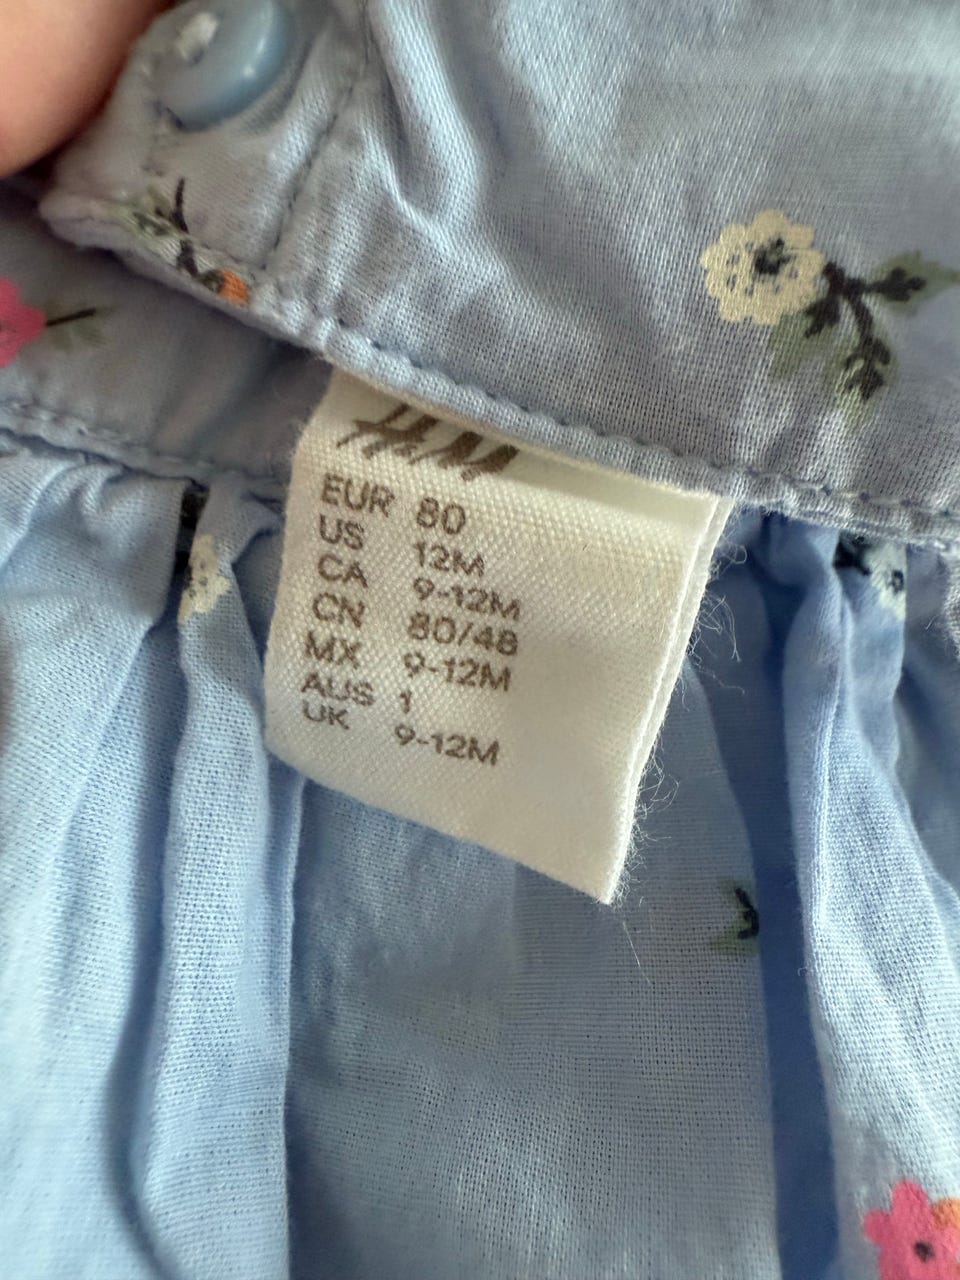 H&M
EUR 80
US 12M
CA 9-12M
CN 80/48
MX 9-12M
AUS 1
UK 9-12M